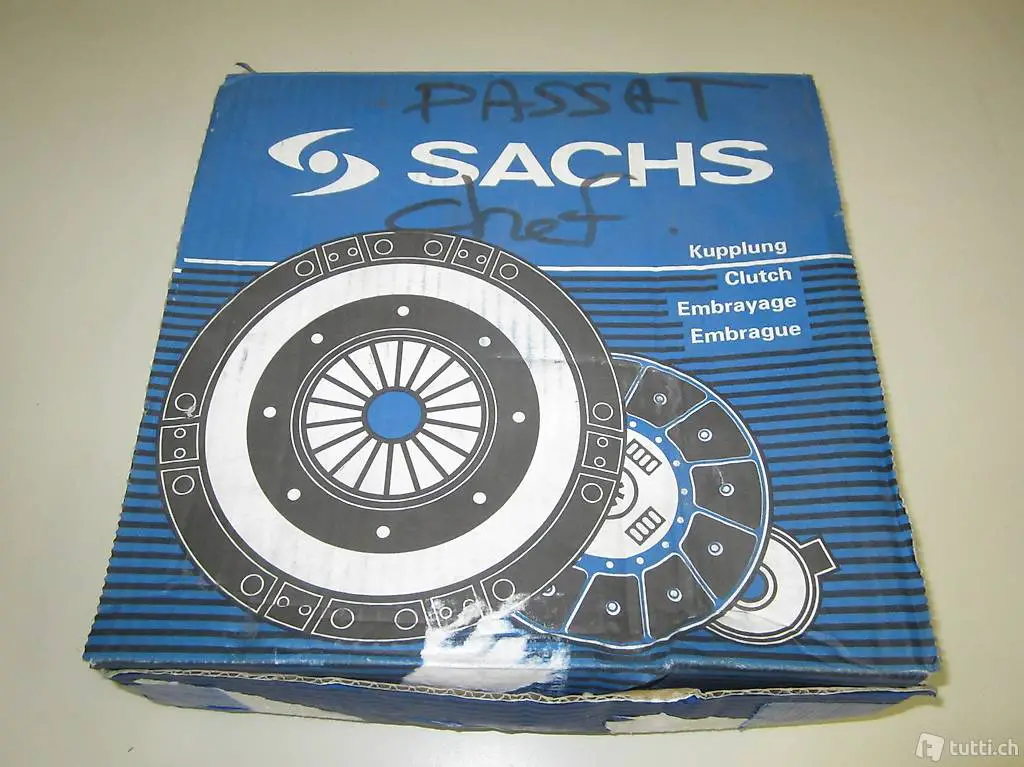 PASSAT
SACHS
Chef.
Kupplung
Clutch
Embrayage
Embrague
tutti.ch